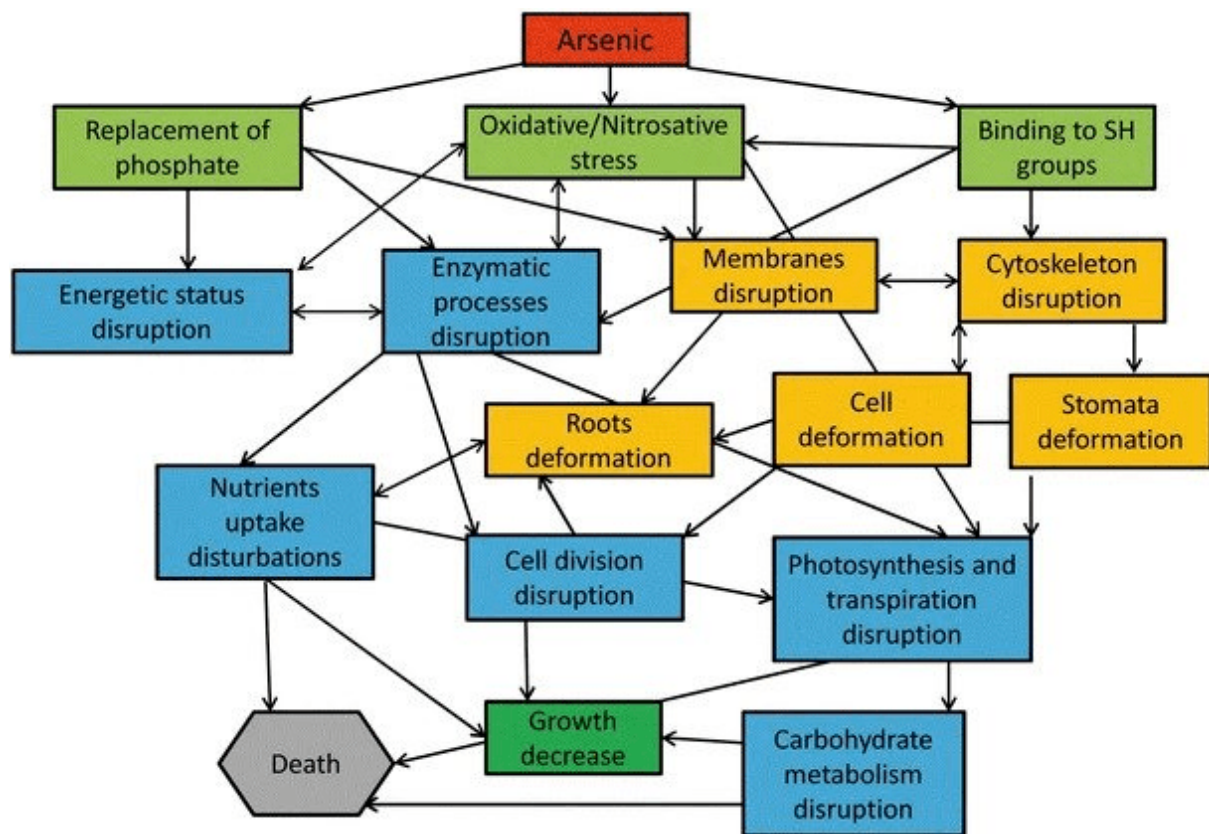 Arsenic
Replacement of
phosphate
Oxidative/Nitrosative
stress
Binding to SH
groups
Energetic status
disruption
Enzymatic
processes
disruption
Membranes
disruption
Cytoskeleton
disruption
Roots
deformation
Cell
deformation
Stomata
deformation
Nutrients
uptake
disturbations
Cell division
disruption
Photosynthesis and
transpiration
disruption
Death
Growth
decrease
Carbohydrate
metabolism
disruption